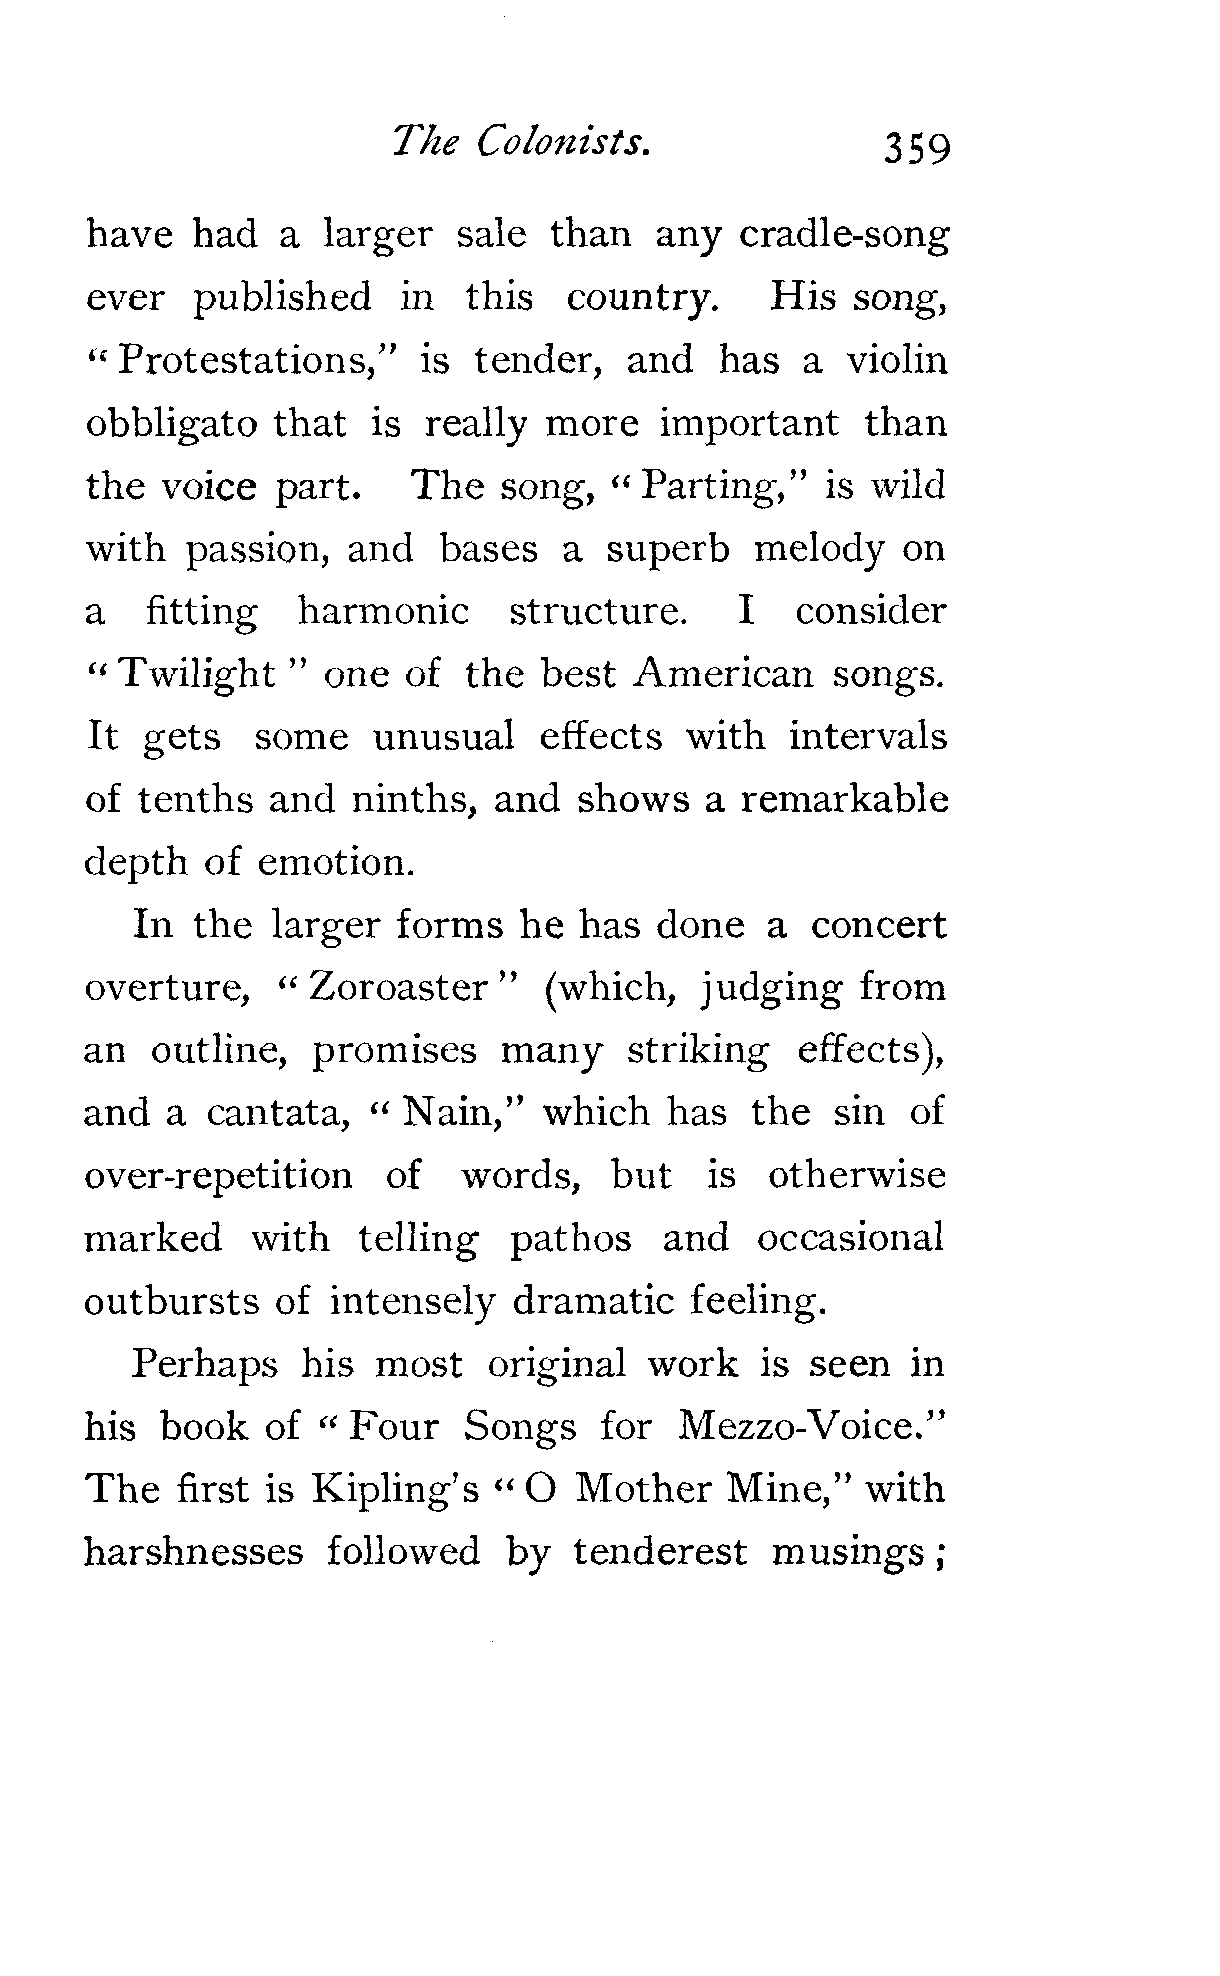 The Colonists. 359
have had a larger sale than any cradle-song
ever published in this country. His song,
“ Protestations,” is tender, and has a violin
obbligato that is really more important than
the voice part. The song, “ Parting,” is wild
with passion, and bases a superb melody on
a fitting harmonic structure. I consider
“ Twilight ” one of the best American songs.
It gets some unusual effects with intervals
of tenths and ninths, and shows a remarkable
depth of emotion.
In the larger forms he has done a concert
overture, “ Zoroaster ” (which, judging from
an outline, promises many striking effects),
and a cantata, “ Nain,” which has the sin of
over-repetition of words, but is otherwise
marked with telling pathos and occasional
outbursts of intensely dramatic feeling.
Perhaps his most original work is seen in
his book of “ Four Songs for Mezzo-Voice.”
The first is Kipling's “ O Mother Mine,” with
harshnesses followed by tenderest musings ;